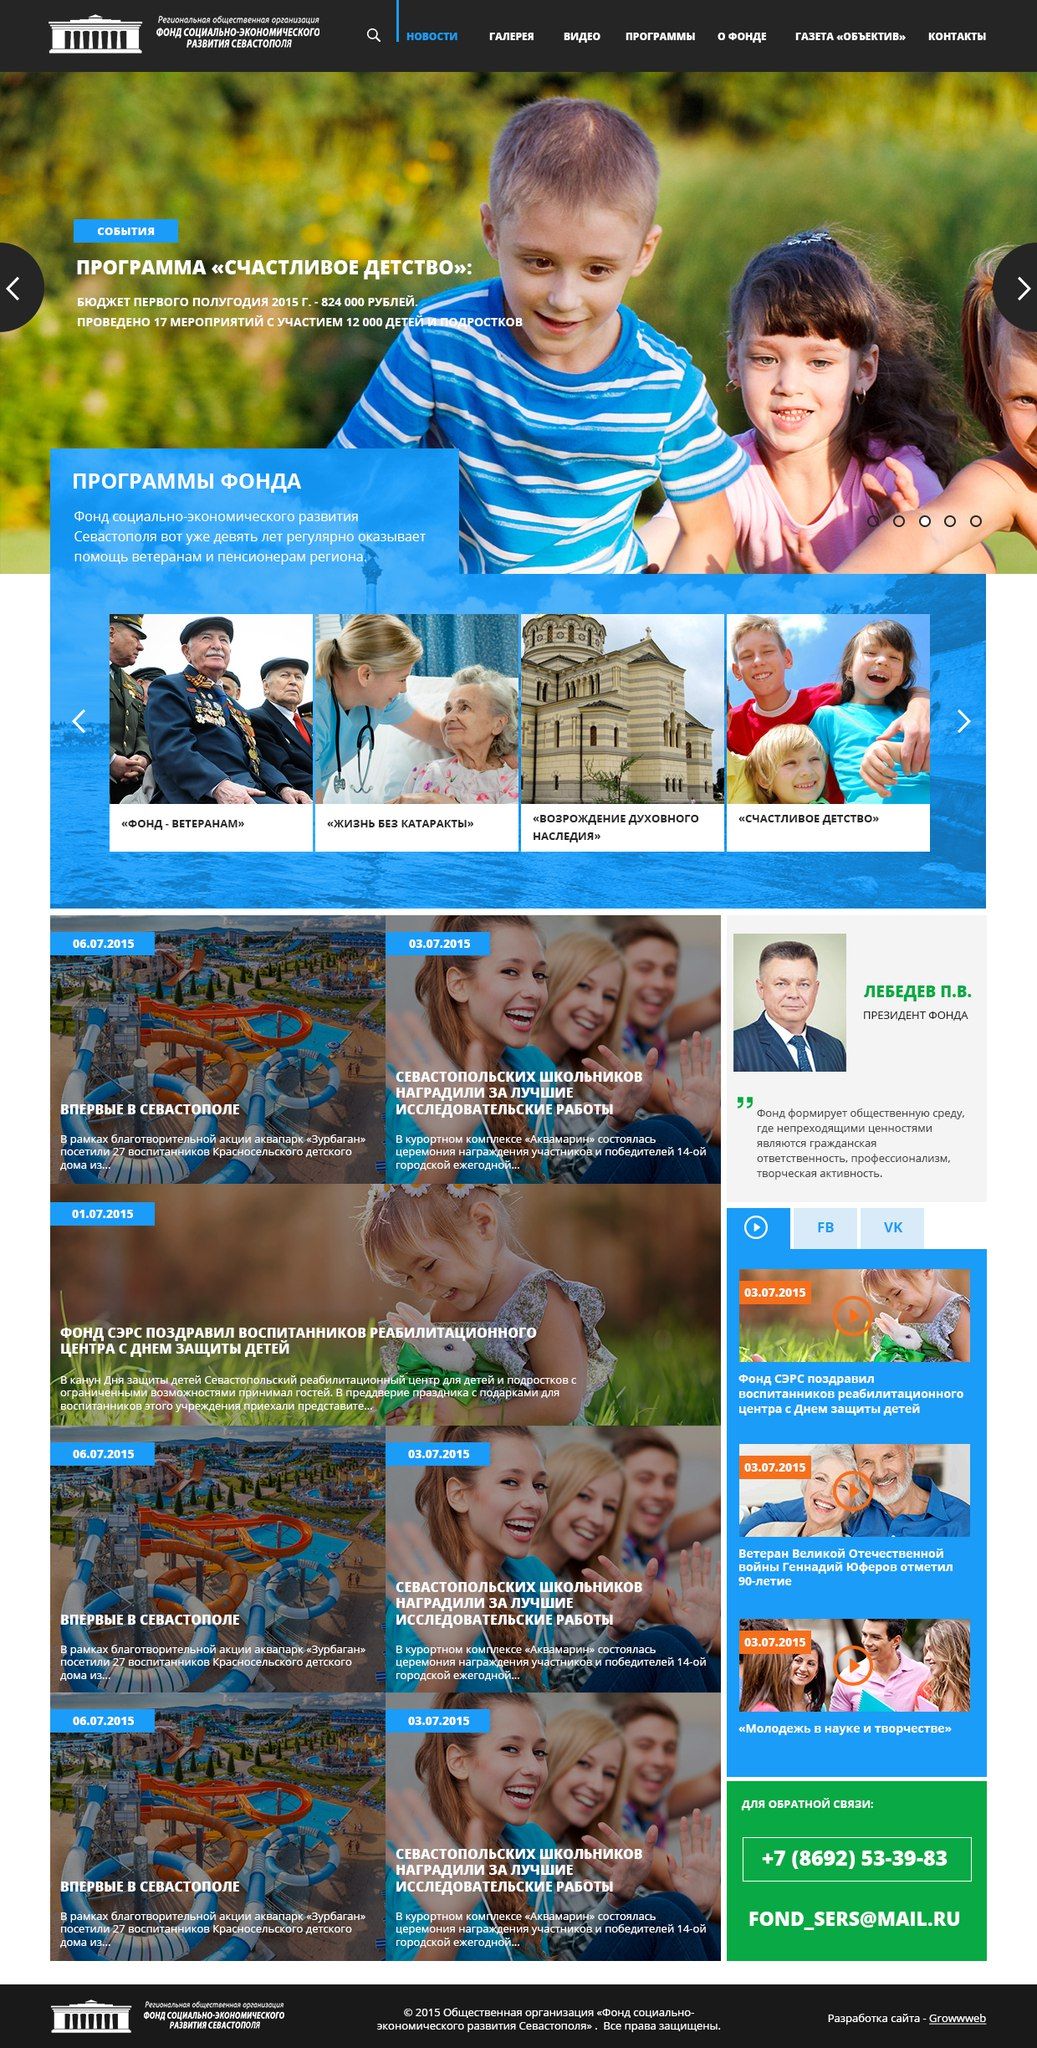 Региональная общественная организация
ФОНД СОЦИАЛЬНО-ЭКОНОМИЧЕСКОГО
РАЗВИТИЯ СЕВАСТОПОЛЯ
НОВОСТИ ГАЛЕРЕЯ ВИДЕО ПРОГРАММЫ О ФОНДЕ ГАЗЕТА «ОБЪЕКТИВ» КОНТАКТЫ
СОБЫТИЯ
ПРОГРАММА «СЧАСТЛИВОЕ ДЕТСТВО»:
БЮДЖЕТ ПЕРВОГО ПОЛУГОДИЯ 2015 Г. - 824 000 РУБЛЕЙ.
ПРОВЕДЕНО 17 МЕРОПРИЯТИЙ С УЧАСТИЕМ 12 000 ДЕТЕЙ И ПОДРОСТКОВ
ПРОГРАММЫ ФОНДА
Фонд социально-экономического развития
Севастополя вот уже девять лет регулярно оказывает
помощь ветеранам и пенсионерам региона.
«ФОНД - ВЕТЕРАНАМ»
«ЖИЗНЬ БЕЗ КАТАРАКТЫ»
«ВОЗРОЖДЕНИЕ ДУХОВНОГО
НАСЛЕДИЯ»
«СЧАСТЛИВОЕ ДЕТСТВО»
06.07.2015
ВПЕРВЫЕ В СЕВАСТОПОЛЕ
В рамках благотворительной акции аквапарк «Зурбаган»
посетили 27 воспитанников Красносельского детского
дома из...
03.07.2015
СЕВАСТОПОЛЬСКИХ ШКОЛЬНИКОВ
НАГРАДИЛИ ЗА ЛУЧШИЕ
ИССЛЕДОВАТЕЛЬСКИЕ РАБОТЫ
В курортном комплексе «Аквамарин» состоялась
церемония награждения участников и победителей 14-ой
городской ежегодной...
01.07.2015
ФОНД СЭРС ПОЗДРАВИЛ ВОСПИТАННИКОВ РЕАБИЛИТАЦИОННОГО
ЦЕНТРА С ДНЕМ ЗАЩИТЫ ДЕТЕЙ
В канун Дня защиты детей Севастопольский реабилитационный центр для детей и подростков с
ограниченными возможностями принимал гостей. В преддверие праздника с подарками для
воспитанников этого учреждения приехали представите...
06.07.2015
ВПЕРВЫЕ В СЕВАСТОПОЛЕ
В рамках благотворительной акции аквапарк «Зурбаган»
посетили 27 воспитанников Красносельского детского
дома из...
03.07.2015
СЕВАСТОПОЛЬСКИХ ШКОЛЬНИКОВ
НАГРАДИЛИ ЗА ЛУЧШИЕ
ИССЛЕДОВАТЕЛЬСКИЕ РАБОТЫ
В курортном комплексе «Аквамарин» состоялась
церемония награждения участников и победителей 14-ой
городской ежегодной...
06.07.2015
ВПЕРВЫЕ В СЕВАСТОПОЛЕ
В рамках благотворительной акции аквапарк «Зурбаган»
посетили 27 воспитанников Красносельского детского
дома из...
03.07.2015
СЕВАСТОПОЛЬСКИХ ШКОЛЬНИКОВ
НАГРАДИЛИ ЗА ЛУЧШИЕ
ИССЛЕДОВАТЕЛЬСКИЕ РАБОТЫ
В курортном комплексе «Аквамарин» состоялась
церемония награждения участников и победителей 14-ой
городской ежегодной...
ЛЕБЕДЕВ П.В.
ПРЕЗИДЕНТ ФОНДА
” Фонд формирует общественную среду,
где непреходящими ценностями
являются гражданская
ответственность, профессионализм,
творческая активность.
FB VK
03.07.2015
Фонд СЭРС поздравил
воспитанников реабилитационного
центра с Днем защиты детей
03.07.2015
Ветеран Великой Отечественной
войны Геннадий Юферов отметил
90-летие
03.07.2015
«Молодежь в науке и творчестве»
ДЛЯ ОБРАТНОЙ СВЯЗИ:
+7 (8692) 53-39-83
FOND_SERS@MAIL.RU
Региональная общественная организация
ФОНД СОЦИАЛЬНО-ЭКОНОМИЧЕСКОГО
РАЗВИТИЯ СЕВАСТОПОЛЯ
© 2015 Общественная организация «Фонд социально-
экономического развития Севастополя» . Все права защищены.
Разработка сайта - Growwweb